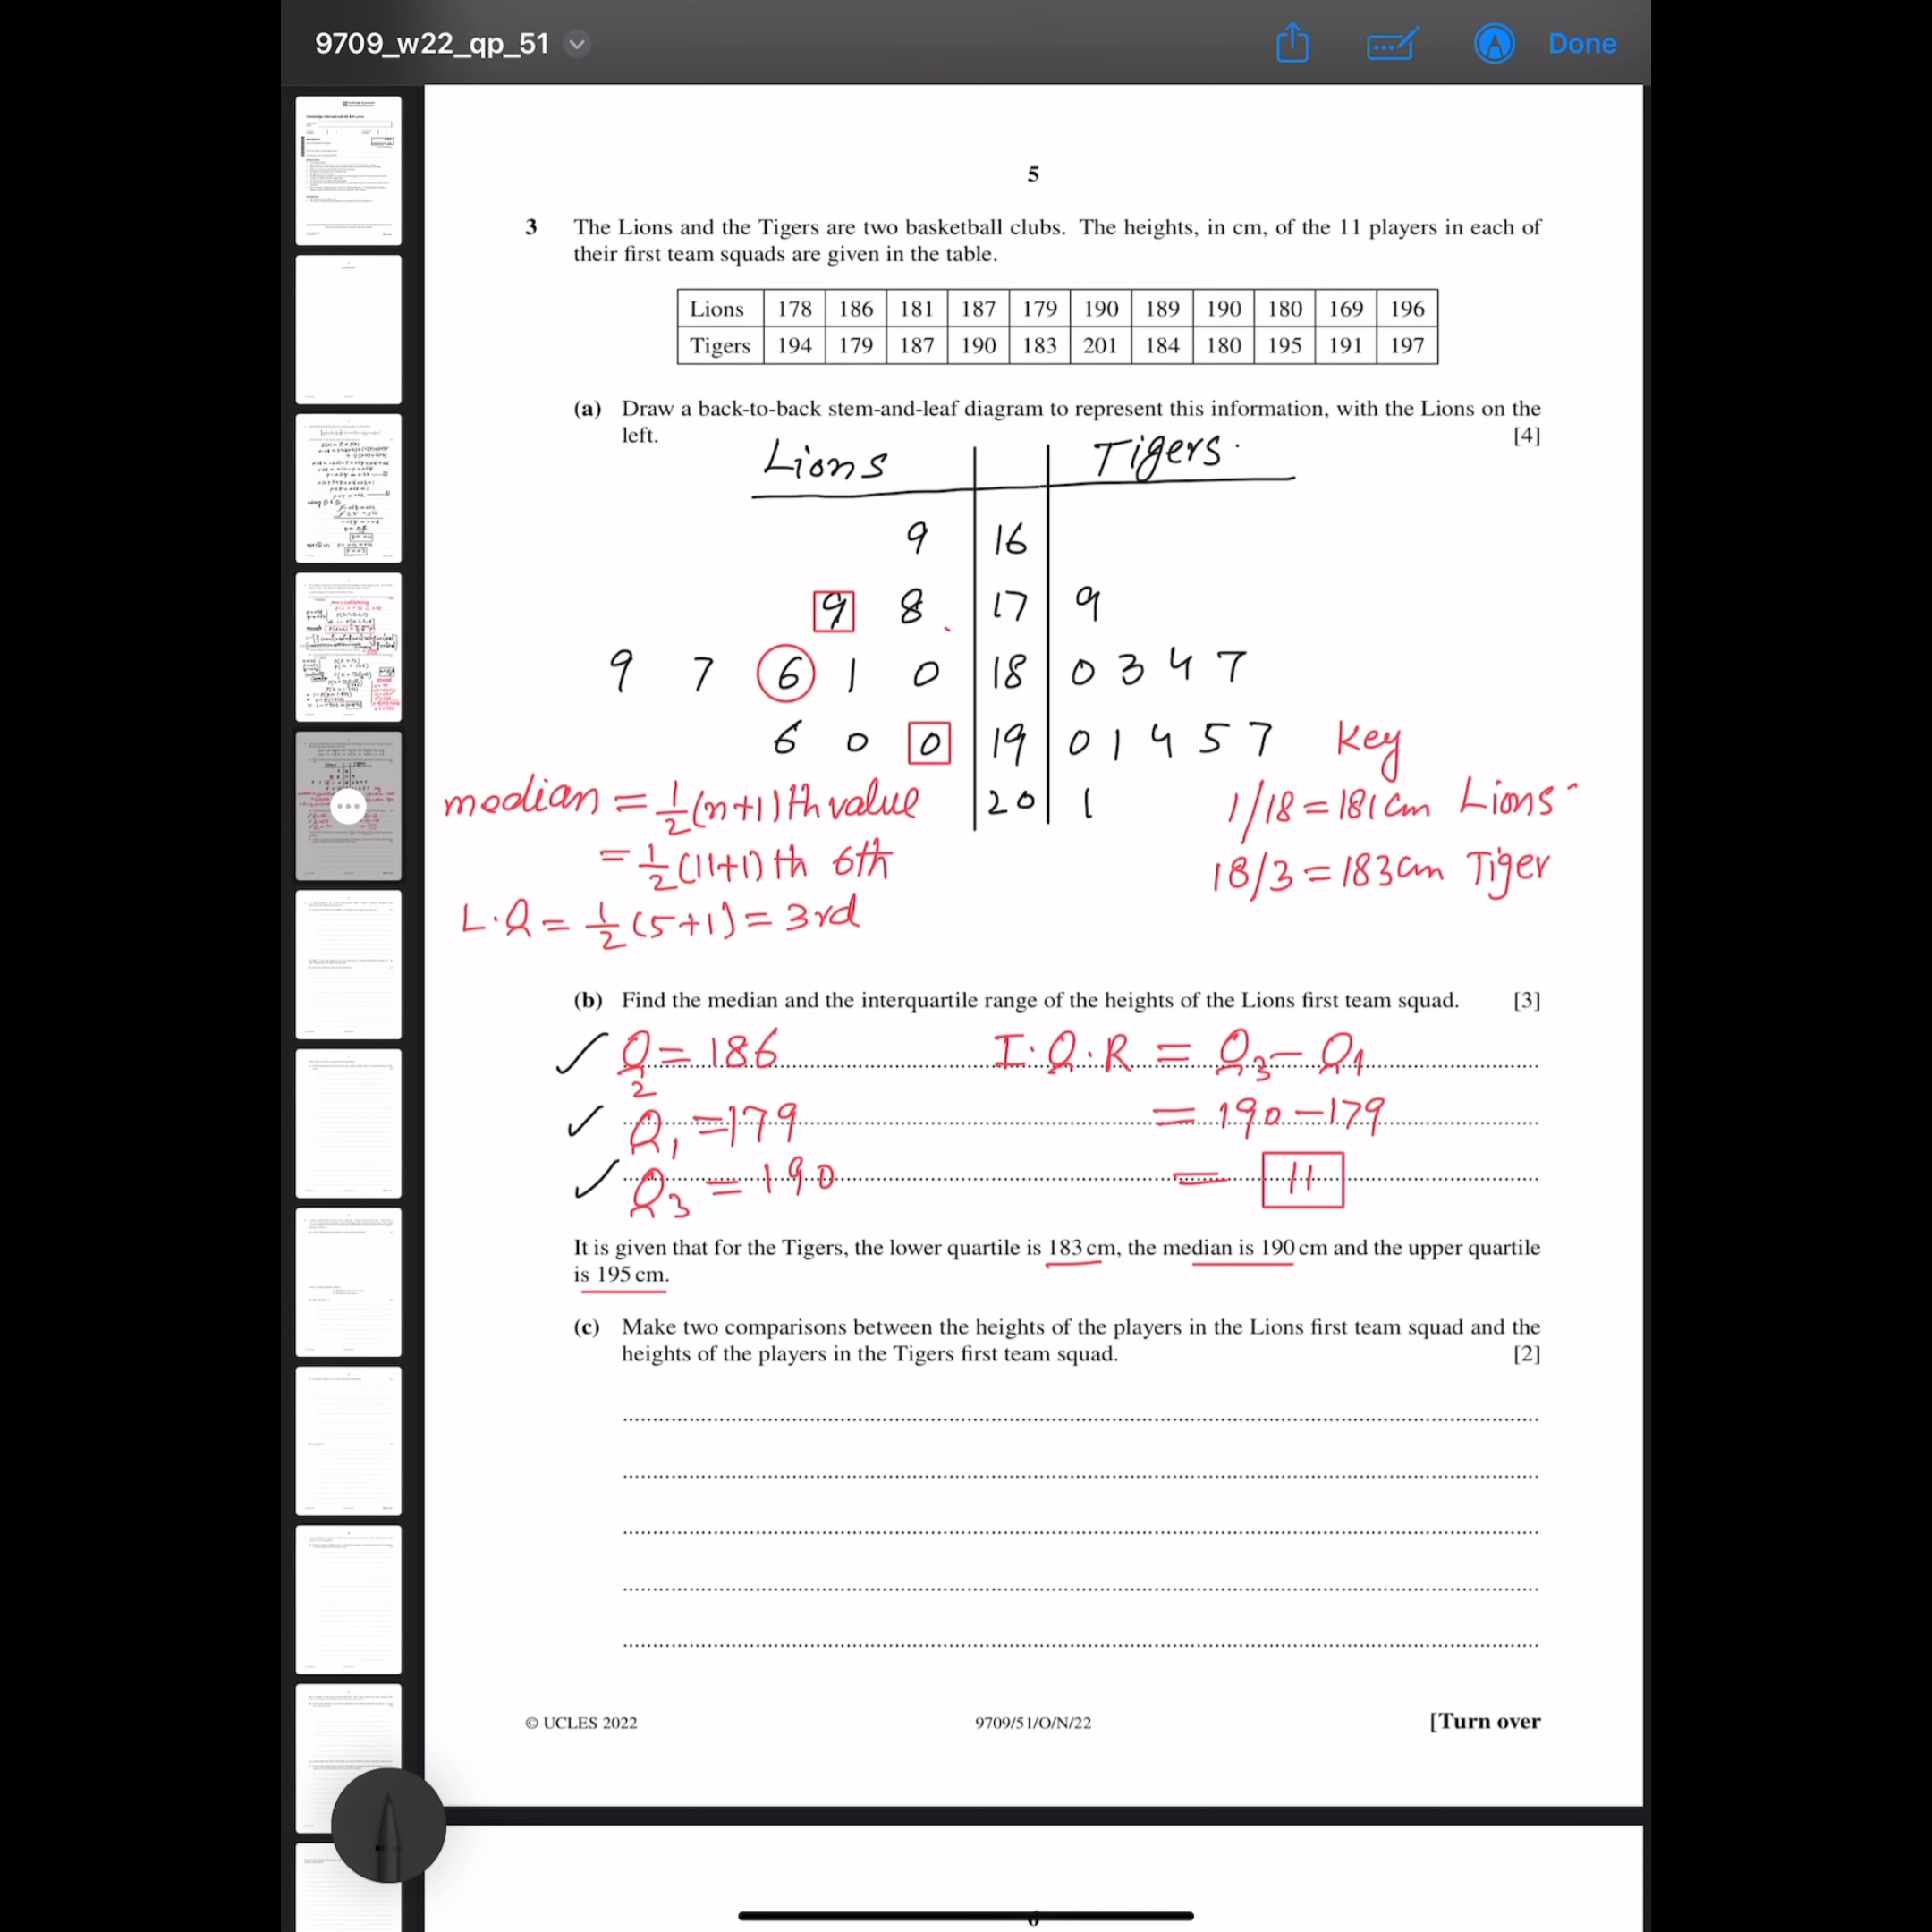 9709_w22_qp_51
Done
5
3 The Lions and the Tigers are two basketball clubs. The heights, in cm, of the 11 players in each of
their first team squads are given in the table.
Lions 178 186 181 187 179 190 189 190 180 169 196
Tigers 194 179 187 190 183 201 184 180 195 191 197
(a) Draw a back-to-back stem-and-leaf diagram to represent this information, with the Lions on the
left. [4]
Lions Tigers.
9 16
9 8 17 9
9 7 6 1 0 18 0 3 4 7
6 0 0 19 0 1 4 5 7 Key
median = 1/2 (n+1)th value 20 1 1/18 = 181cm Lions
= 1/2 (11+1) th 6th 18/3 = 183cm Tiger
L.Q = 1/2 (5+1) = 3rd
(b) Find the median and the interquartile range of the heights of the Lions first team squad. [3]
✓ Q2 = 186 I.Q.R = Q3 – Q1
✓ Q1 = 179 = 190 – 179
✓ Q3 = 190 = 11
It is given that for the Tigers, the lower quartile is 183 cm, the median is 190 cm and the upper quartile
is 195 cm.
(c) Make two comparisons between the heights of the players in the Lions first team squad and the
heights of the players in the Tigers first team squad. [2]
© UCLES 2022 9709/51/O/N/22 [Turn over